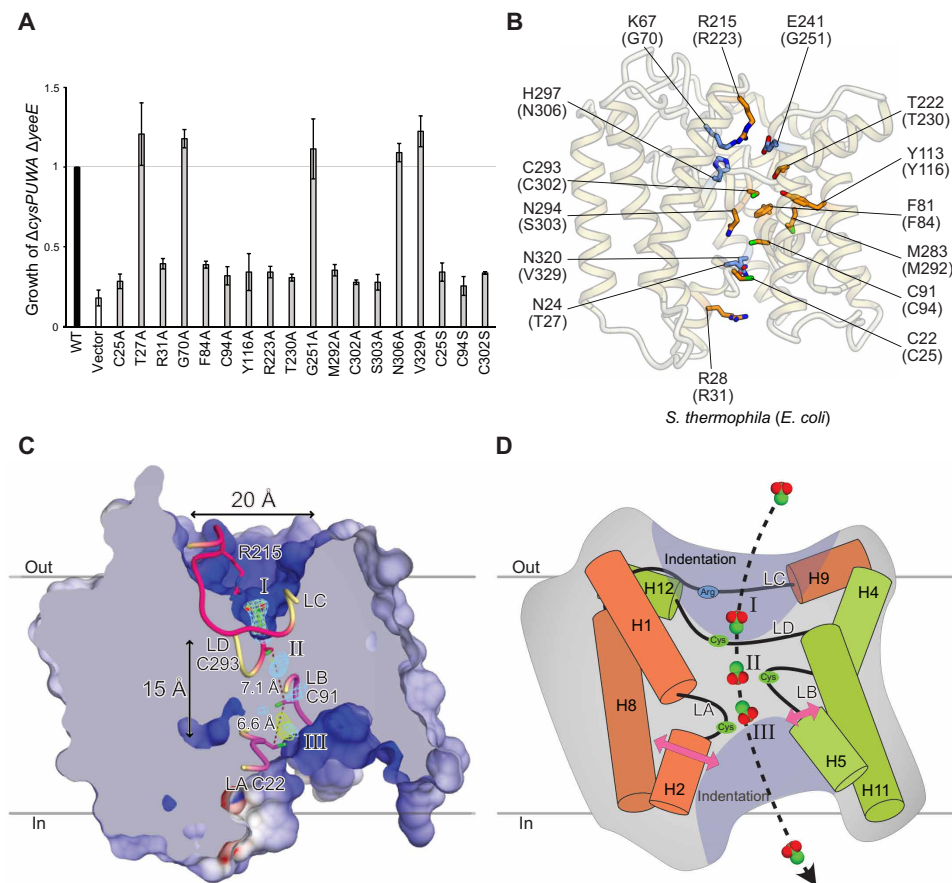 A
Growth of ΔcysPUWA ΔyeeE
1.5
1
0.5
0
WT
Vector
C25A
T27A
R31A
G70A
F84A
C94A
Y116A
R223A
T230A
G251A
M292A
C302A
S303A
N306A
V329A
C25S
C94S
C302S
B
K67
(G70)
R215
(R223)
E241
(G251)
H297
(N306)
T222
(T230)
C293
(C302)
Y113
(Y116)
N294
(S303)
F81
(F84)
N320
(V329)
M283
(M292)
N24
(T27)
C91
(C94)
C22
(C25)
R28
(R31)
S. thermophila (E. coli)
C
20 Å
Out
R215
I
LC
LD
C293
II
15 Å
7.1 Å
LB
C91
6.6 Å
III
LA C22
In
D
Out
Indentation
LC
H9
Arg
H12
I
H4
H1
Cys
LD
II
Cys
LB
H8
LA
III
Cys
H5
H2
Indentation
H11
In